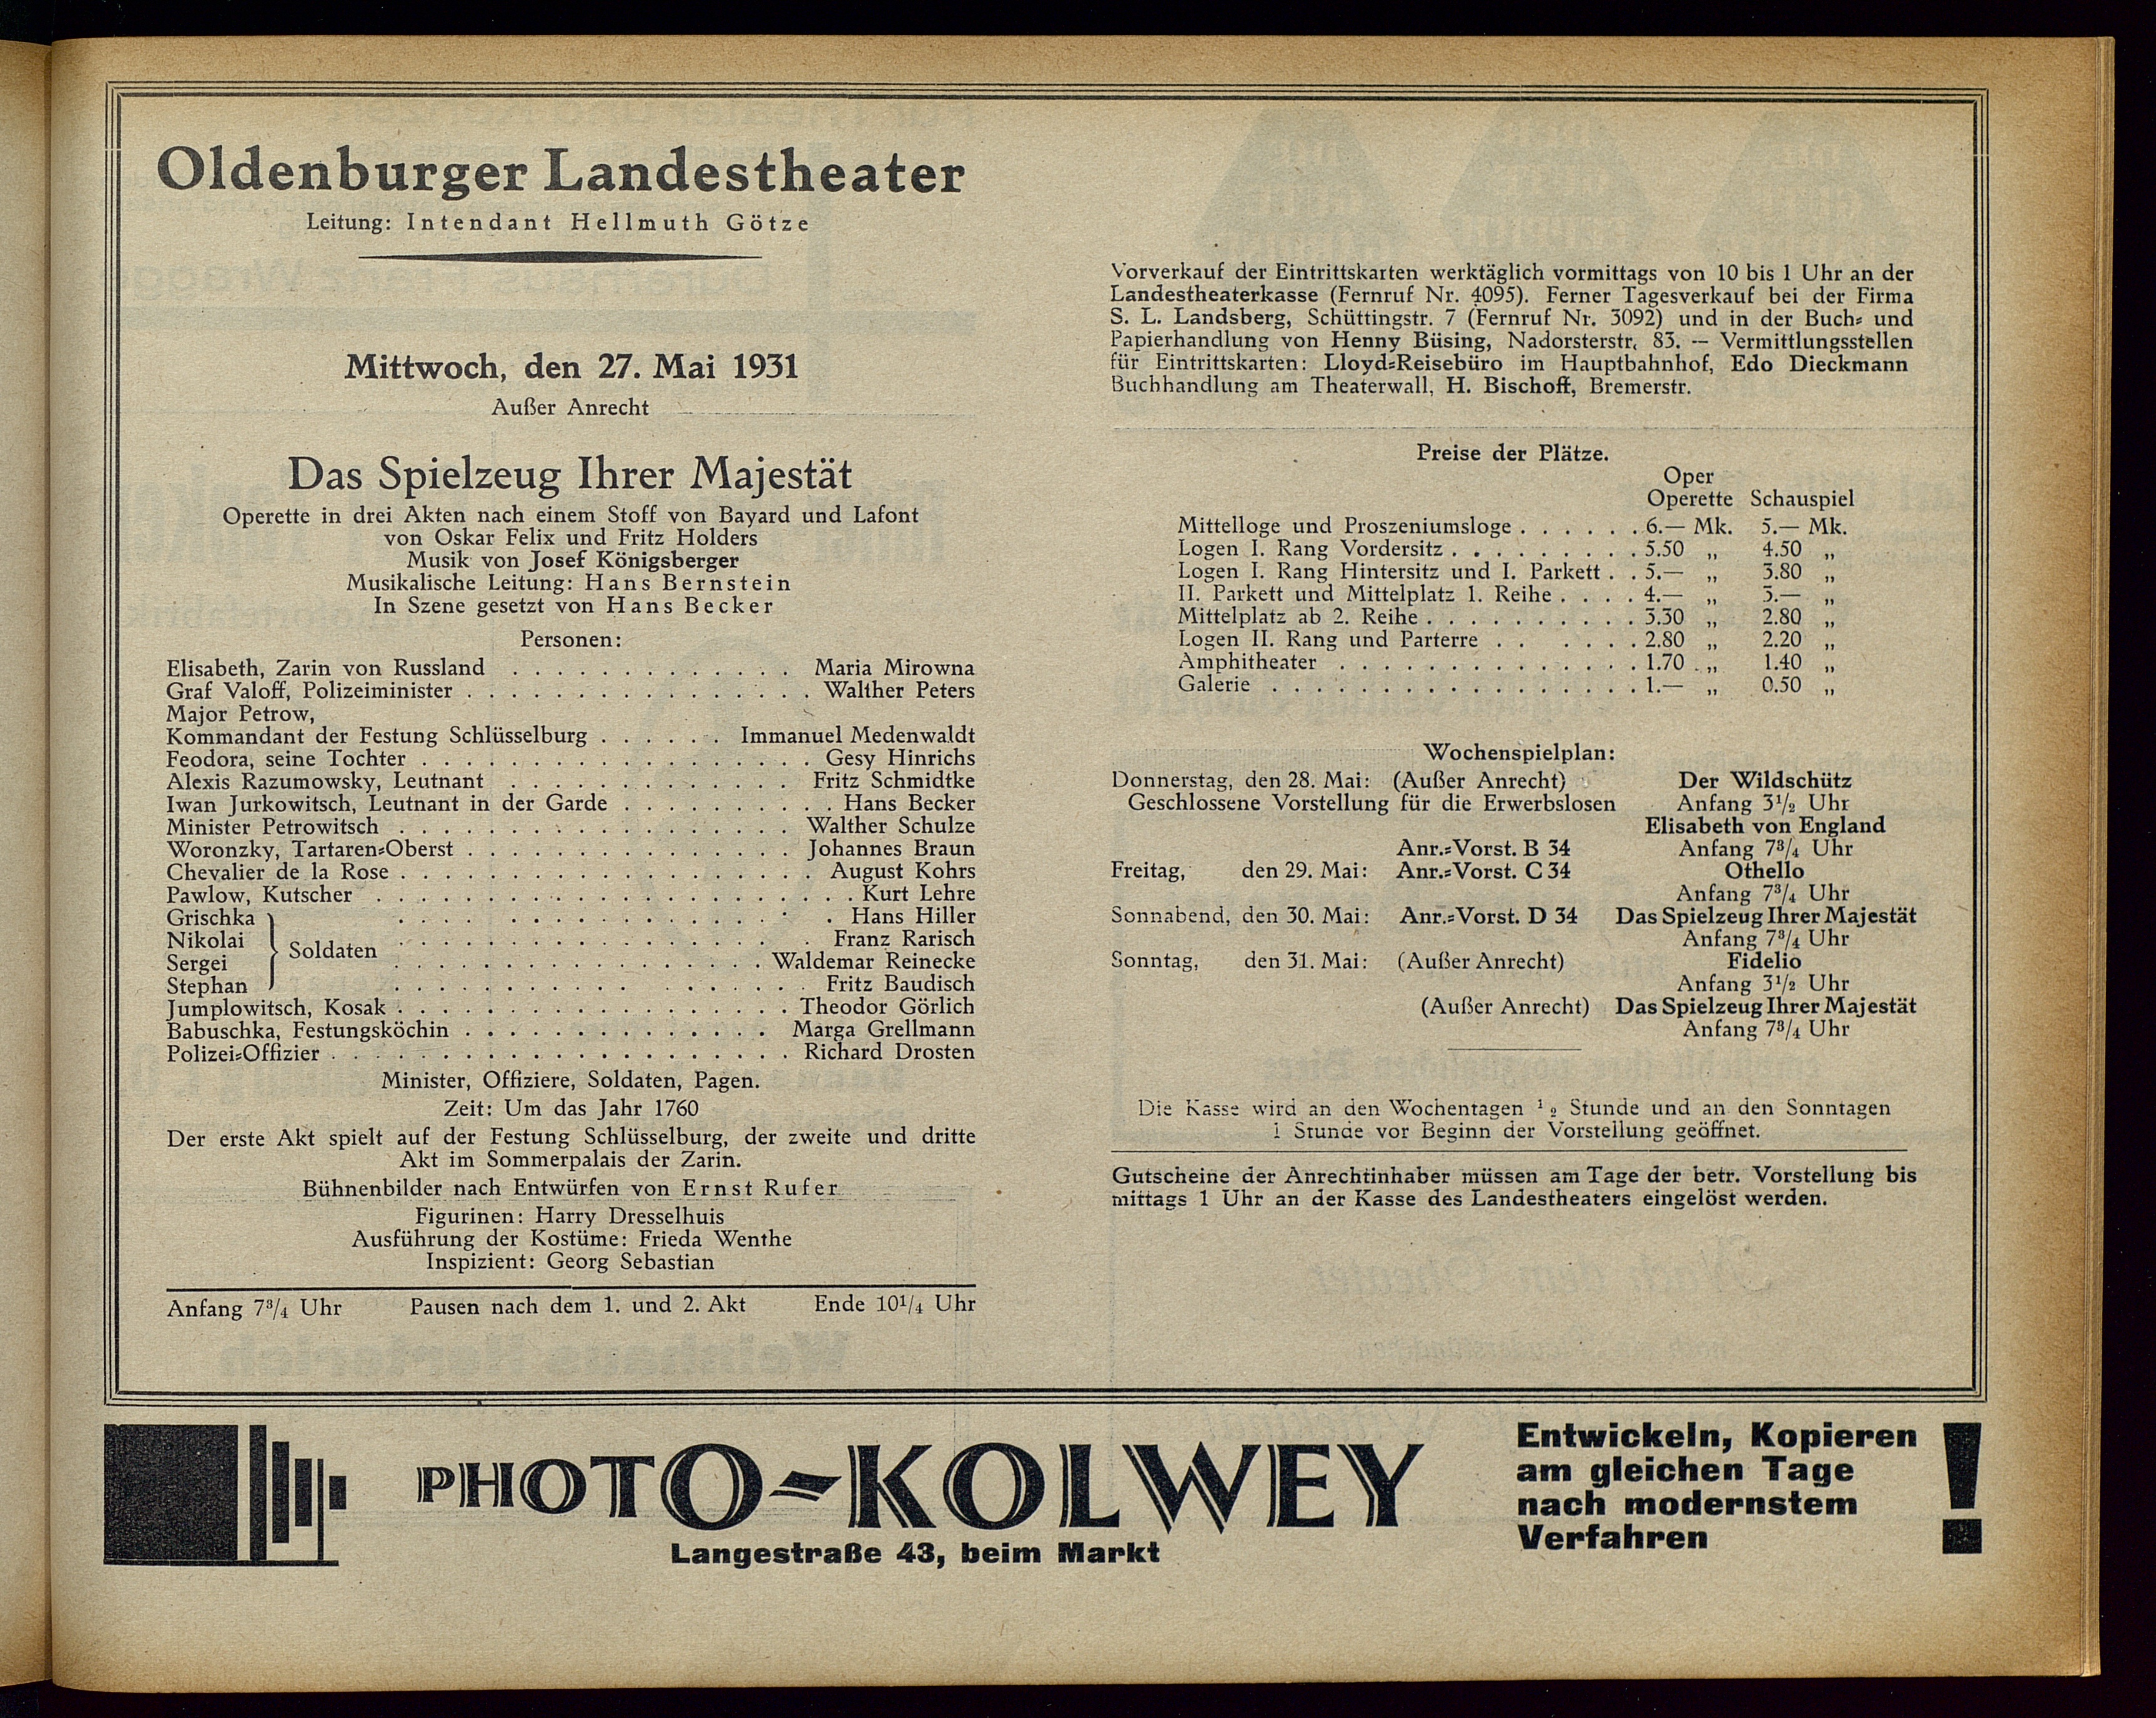 Oldenburger Landestheater
Leitung: Intendant Hellmuth Götze
Mittwoch, den 27. Mai 1931
Außer Anrecht
Das Spielzeug Ihrer Majestät
Operette in drei Akten nach einem Stoff von Bayard und Lafont
von Oskar Felix und Fritz Holders
Musik von Josef Königsberger
Musikalische Leitung: Hans Bernstein
In Szene gesetzt von Hans Becker
Personen:
Elisabeth, Zarin von Russland . . . . . . . . . . . . . Maria Mirowna
Graf Valoff, Polizeiminister . . . . . . . . . . . . . . . . Walther Peters
Major Petrow,
Kommandant der Festung Schlüsselburg . . . . . . Immanuel Medenwaldt
Feodora, seine Tochter . . . . . . . . . . . . . . . . . . Gesy Hinrichs
Alexis Razumowsky, Leutnant . . . . . . . . . . . . . Fritz Schmidtke
Iwan Jurkowitsch, Leutnant in der Garde . . . . . . . . . . Hans Becker
Minister Petrowitsch . . . . . . . . . . . . . . . . . . Walther Schulze
Woronzky, Tartaren=Oberst . . . . . . . . . . . . . . . Johannes Braun
Chevalier de la Rose . . . . . . . . . . . . . . . . . . . August Kohrs
Pawlow, Kutscher . . . . . . . . . . . . . . . . . . . . . . Kurt Lehre
Grischka . . . . . . . . . . . . . . . . . . . Hans Hiller
Nikolai . . . . . . . . . . . . . . . . . . Franz Rarisch
Soldaten
Sergei . . . . . . . . . . . . . . . . . Waldemar Reinecke
Stephan . . . . . . . . . . . . . . . . . . Fritz Baudisch
Jumplowitsch, Kosak . . . . . . . . . . . . . . . . . . Theodor Görlich
Babuschka, Festungsköchin . . . . . . . . . . . . . . Marga Grellmann
Polizei=Offizier . . . . . . . . . . . . . . . . . . . . . Richard Drosten
Minister, Offiziere, Soldaten, Pagen.
Zeit: Um das Jahr 1760
Der erste Akt spielt auf der Festung Schlüsselburg, der zweite und dritte
Akt im Sommerpalais der Zarin.
Bühnenbilder nach Entwürfen von Ernst Rufer
Figurinen: Harry Dresselhuis
Ausführung der Kostüme: Frieda Wenthe
Inspizient: Georg Sebastian
Anfang 7³/₄ Uhr Pausen nach dem 1. und 2. Akt Ende 10¹/₄ Uhr
Vorverkauf der Eintrittskarten werktäglich vormittags von 10 bis 1 Uhr an der
Landestheaterkasse (Fernruf Nr. 4095). Ferner Tagesverkauf bei der Firma
S. L. Landsberg, Schüttingstr. 7 (Fernruf Nr. 3092) und in der Buch= und
Papierhandlung von Henny Büsing, Nadorsterstr. 83. — Vermittlungsstellen
für Eintrittskarten: Lloyd=Reisebüro im Hauptbahnhof, Edo Dieckmann
Buchhandlung am Theaterwall, H. Bischoff, Bremerstr.
Preise der Plätze.
Oper
Operette Schauspiel
Mittelloge und Proszeniumsloge . . . . . . 6.— Mk. 5.— Mk.
Logen I. Rang Vordersitz . . . . . . . . . 5.50 „ 4.50 „
Logen I. Rang Hintersitz und I. Parkett . . 5.— „ 3.80 „
II. Parkett und Mittelplatz 1. Reihe . . . . 4.— „ 3.— „
Mittelplatz ab 2. Reihe . . . . . . . . . . 3.30 „ 2.80 „
Logen II. Rang und Parterre . . . . . . 2.80 „ 2.20 „
Amphitheater . . . . . . . . . . . . . . 1.70 „ 1.40 „
Galerie . . . . . . . . . . . . . . . . . 1.— „ 0.50 „
Wochenspielplan:
Donnerstag, den 28. Mai: (Außer Anrecht) Der Wildschütz
Geschlossene Vorstellung für die Erwerbslosen Anfang 3¹/₂ Uhr
Elisabeth von England
Anr.=Vorst. B 34 Anfang 7³/₄ Uhr
Freitag, den 29. Mai: Anr.=Vorst. C 34 Othello
Anfang 7³/₄ Uhr
Sonnabend, den 30. Mai: Anr.=Vorst. D 34 Das Spielzeug Ihrer Majestät
Anfang 7³/₄ Uhr
Sonntag, den 31. Mai: (Außer Anrecht) Fidelio
Anfang 3¹/₂ Uhr
(Außer Anrecht) Das Spielzeug Ihrer Majestät
Anfang 7³/₄ Uhr
Die Kasse wird an den Wochentagen ¹/₂ Stunde und an den Sonntagen
1 Stunde vor Beginn der Vorstellung geöffnet.
Gutscheine der Anrechtinhaber müssen am Tage der betr. Vorstellung bis
mittags 1 Uhr an der Kasse des Landestheaters eingelöst werden.
PHOTO=KOLWEY
Langestraße 43, beim Markt
Entwickeln, Kopieren
am gleichen Tage
nach modernstem
Verfahren
!